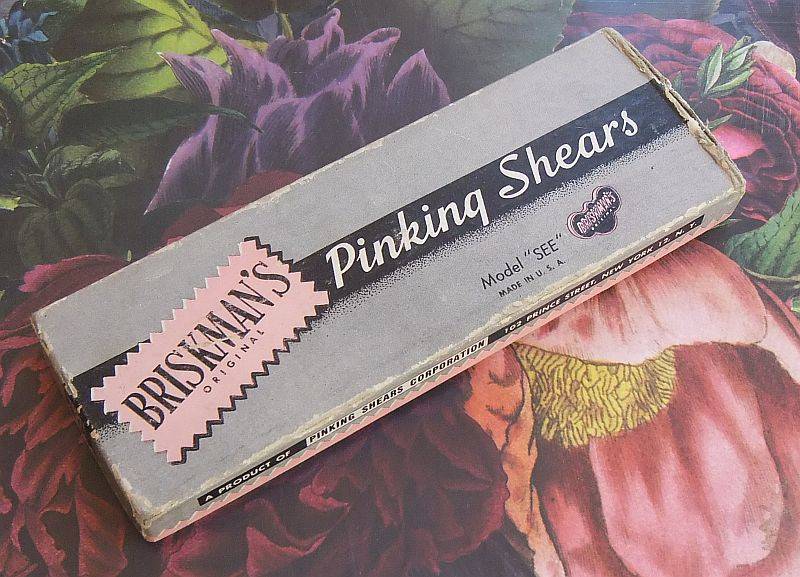 BRISKMAN'S
ORIGINAL
Pinking Shears
Model "SEE"
MADE IN U. S. A.
BRISKMAN'S
A PRODUCT OF PINKING SHEARS CORPORATION 102 PRINCE STREET, NEW YORK 12, N. Y.